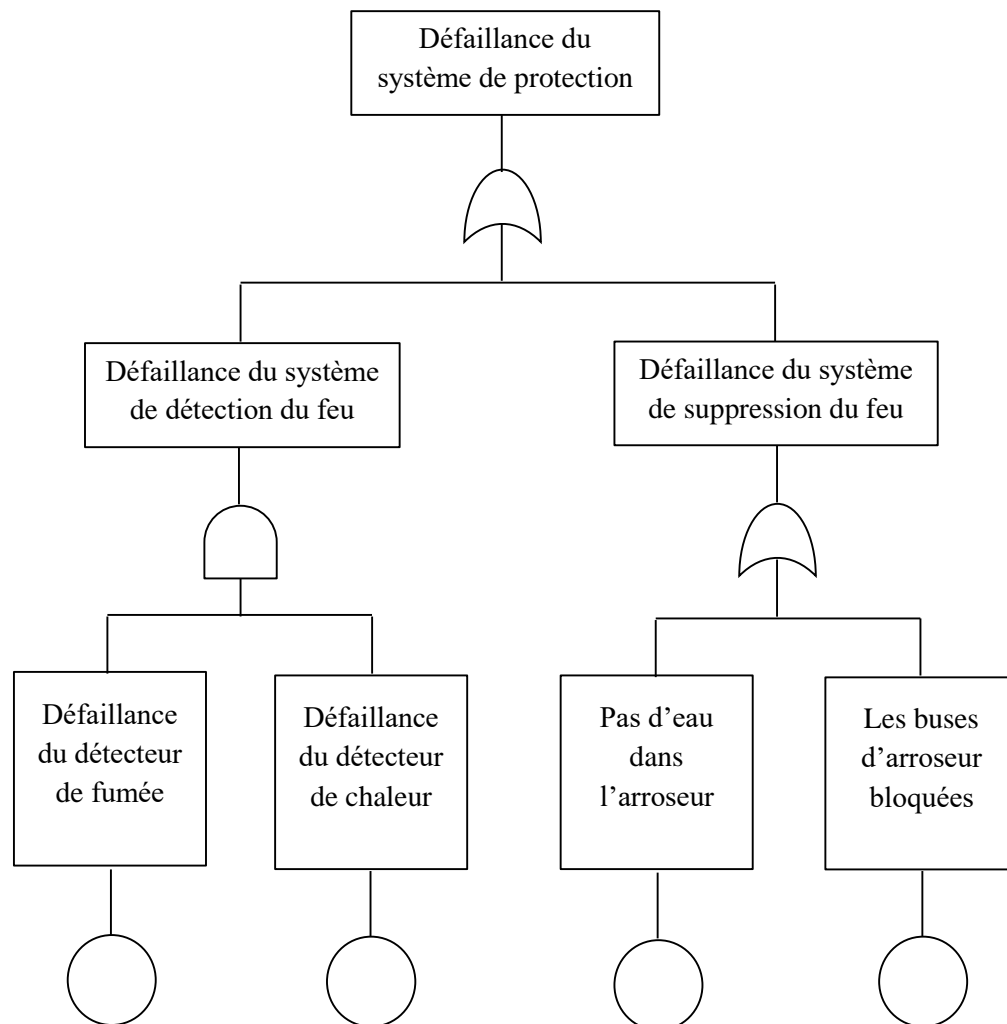 Défaillance du
système de protection
Défaillance du système
de détection du feu
Défaillance du système
de suppression du feu
Défaillance
du détecteur
de fumée
Défaillance
du détecteur
de chaleur
Pas d’eau
dans
l’arroseur
Les buses
d’arroseur
bloquées